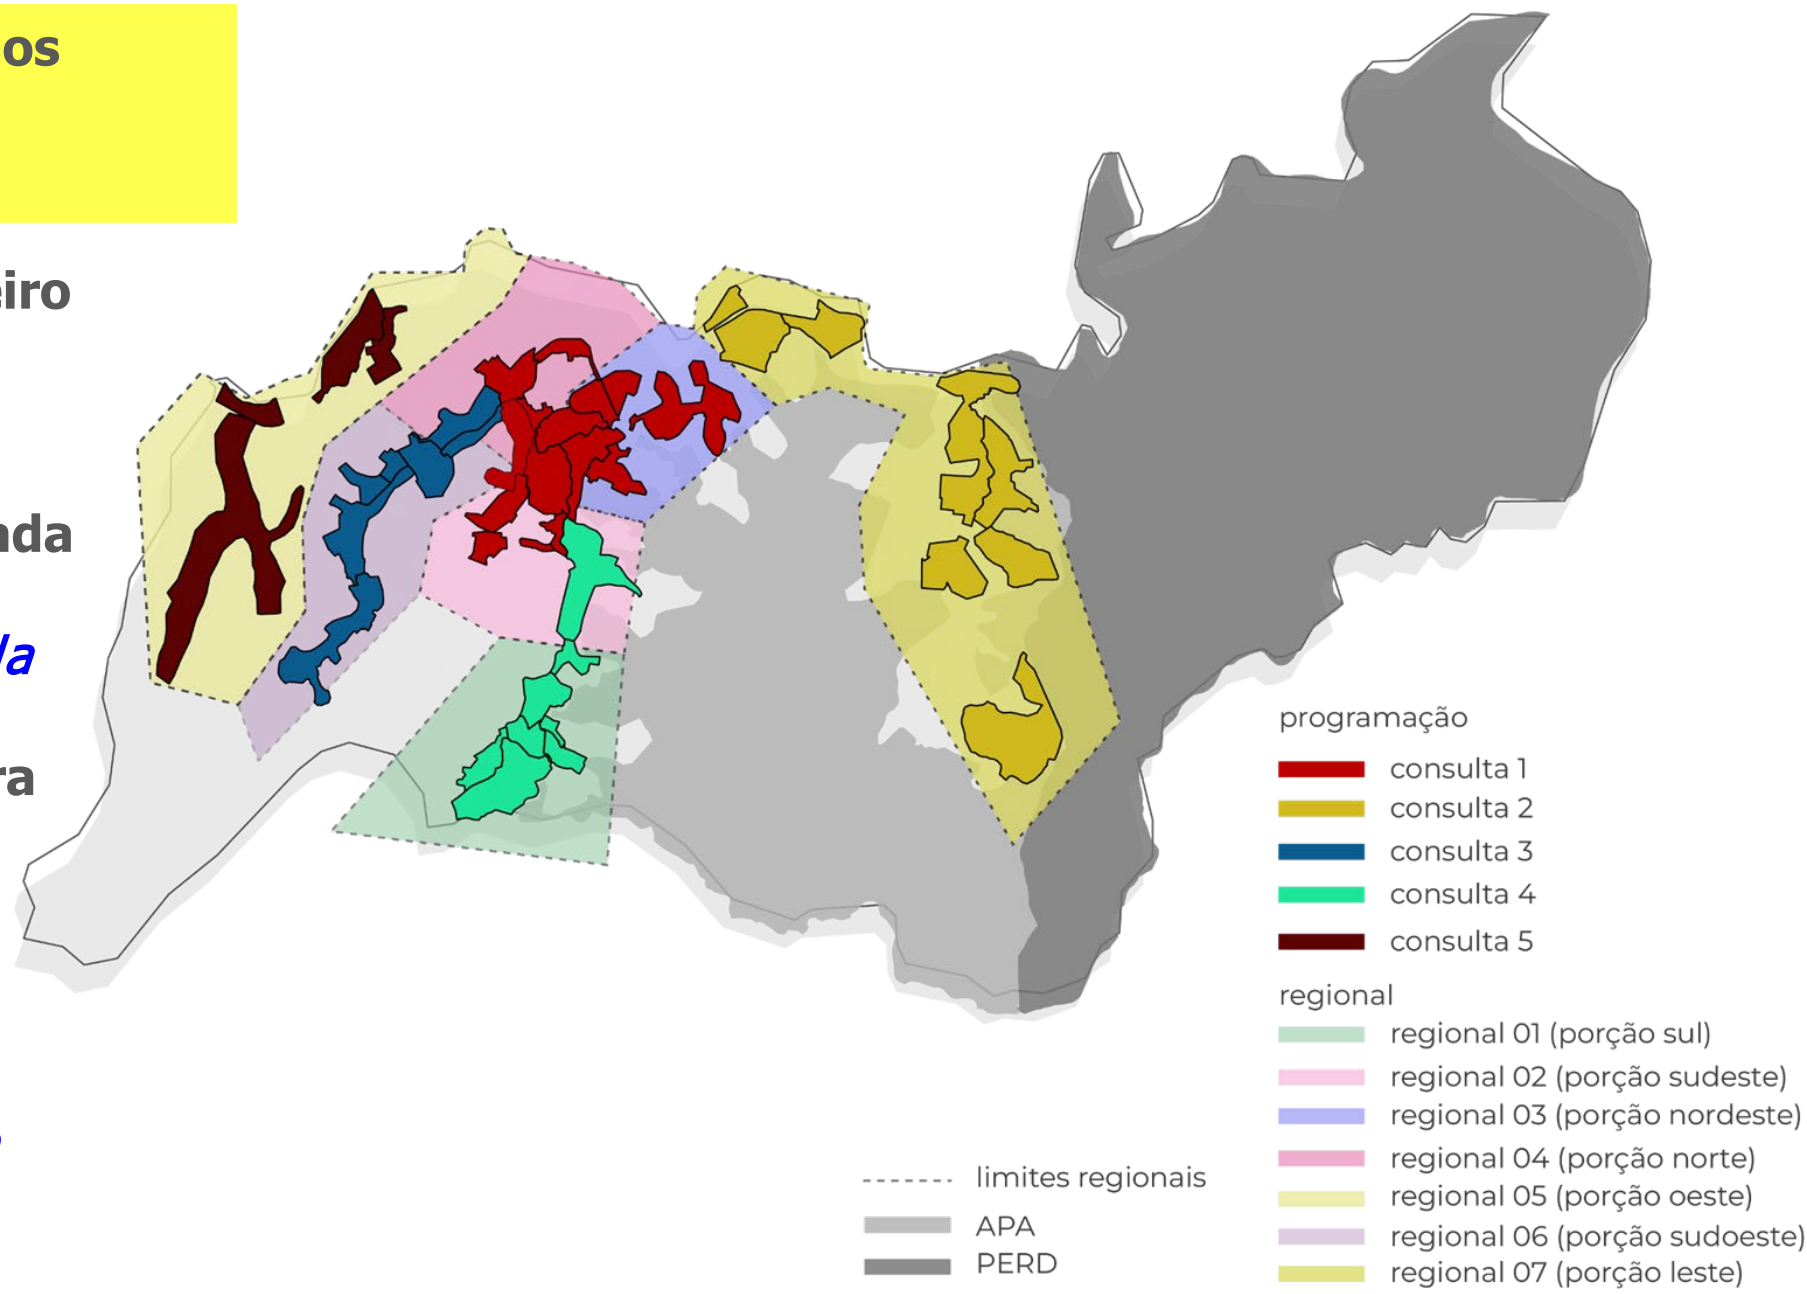 os
eiro
nda
la
ra
programação
consulta 1
consulta 2
consulta 3
consulta 4
consulta 5
regional
regional 01 (porção sul)
regional 02 (porção sudeste)
regional 03 (porção nordeste)
regional 04 (porção norte)
regional 05 (porção oeste)
regional 06 (porção sudoeste)
regional 07 (porção leste)
limites regionais
APA
PERD